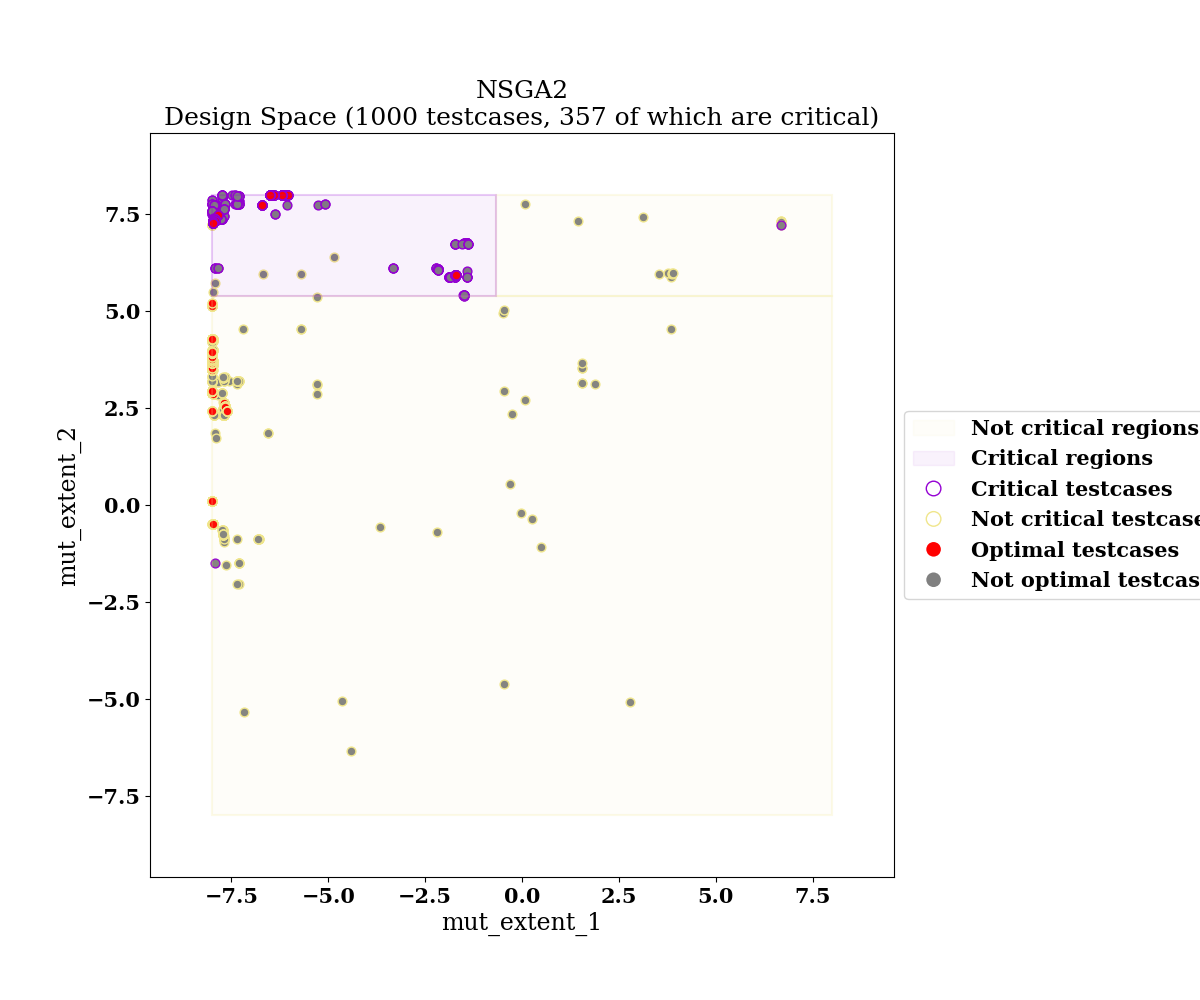 NSGA2
Design Space (1000 testcases, 357 of which are critical)
7.5
5.0
2.5
0.0
−2.5
−5.0
−7.5
mut_extent_2
−7.5
−5.0
−2.5
0.0
2.5
5.0
7.5
mut_extent_1
Not critical regions
Critical regions
Critical testcases
Not critical testcase
Optimal testcases
Not optimal testcas